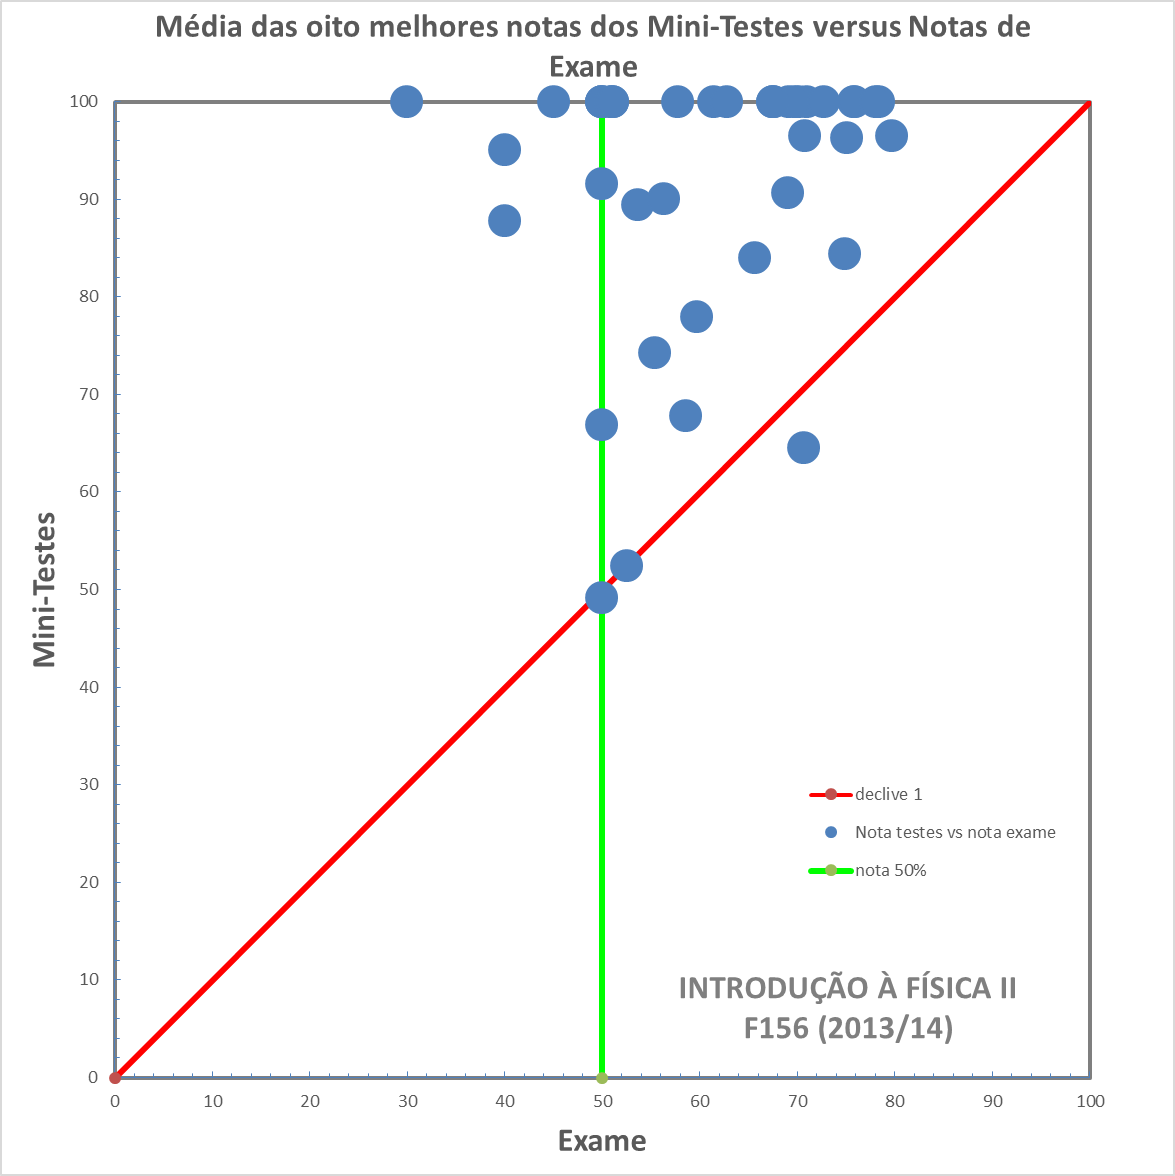 Média das oito melhores notas dos Mini-Testes versus Notas de
Exame
100
90
80
70
60
50
40
30
20
10
0
Mini-Testes
declive 1
Nota testes vs nota exame
nota 50%
INTRODUÇÃO À FÍSICA II
F156 (2013/14)
0 10 20 30 40 50 60 70 80 90 100
Exame